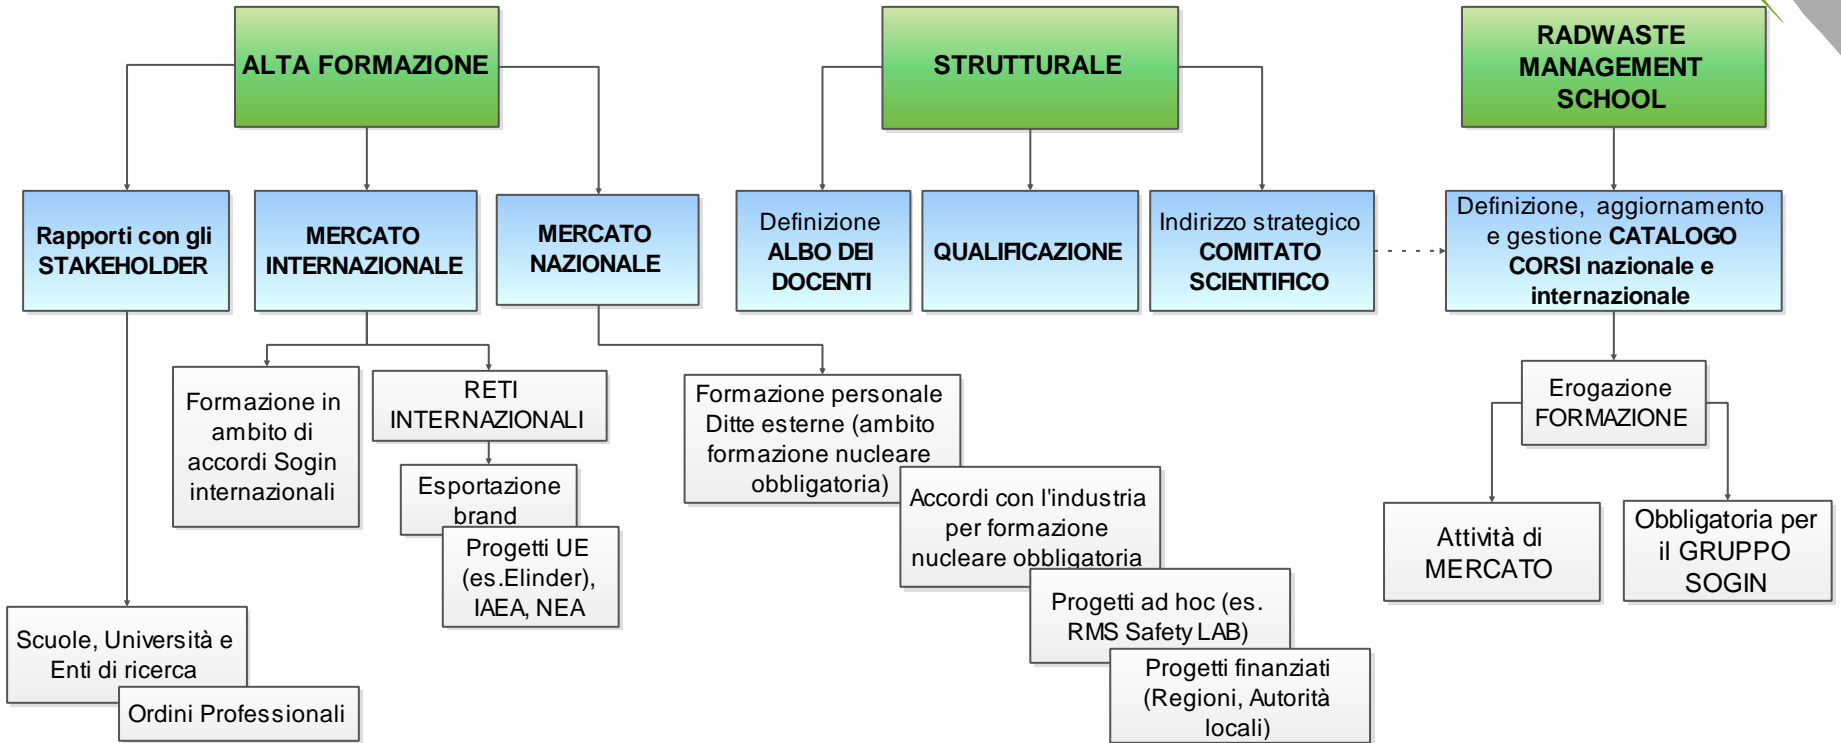 ALTA FORMAZIONE
STRUTTURALE
RADWASTE
MANAGEMENT
SCHOOL
Rapporti con gli
STAKEHOLDER
MERCATO
INTERNAZIONALE
MERCATO
NAZIONALE
Definizione
ALBO DEI
DOCENTI
QUALIFICAZIONE
Indirizzo strategico
COMITATO
SCIENTIFICO
Definizione, aggiornamento
e gestione CATALOGO
CORSI nazionale e
internazionale
Formazione in
ambito di
accordi Sogin
internazionali
RETI
INTERNAZIONALI
Esportazione
brand
Progetti UE
(es.Elinder),
IAEA, NEA
Formazione personale
Ditte esterne (ambito
formazione nucleare
obbligatoria)
Accordi con l'industria
per formazione
nucleare obbligatoria
Progetti ad hoc (es.
RMS Safety LAB)
Progetti finanziati
(Regioni, Autorità
locali)
Erogazione
FORMAZIONE
Attività di
MERCATO
Obbligatoria per
il GRUPPO
SOGIN
Scuole, Università e
Enti di ricerca
Ordini Professionali